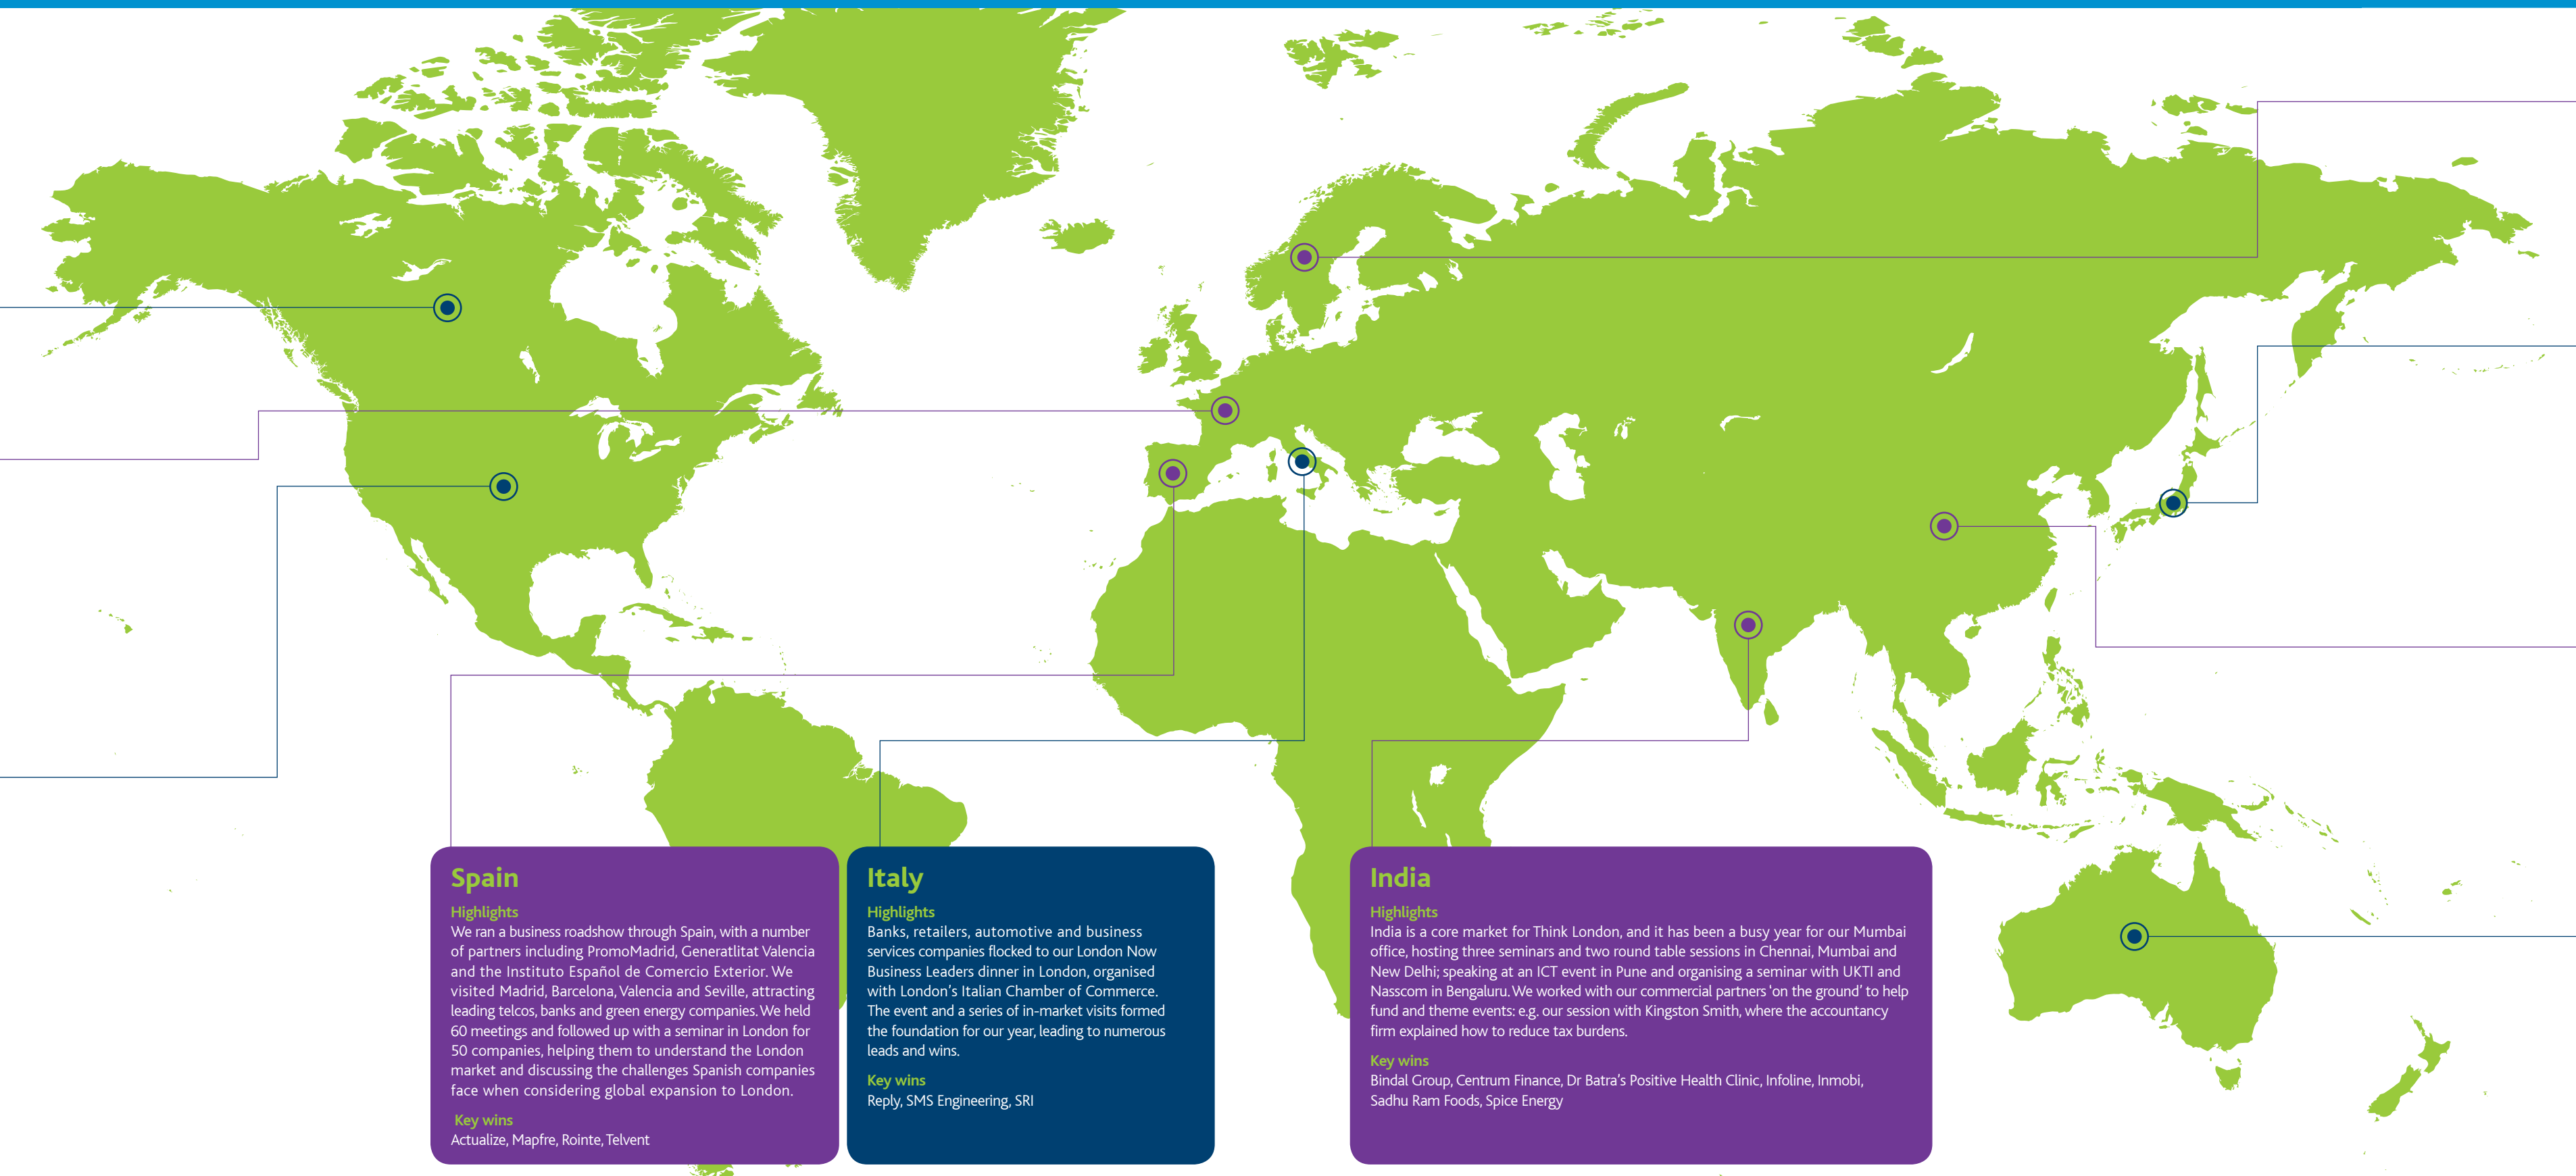 Spain
Highlights
We ran a business roadshow through Spain, with a number
of partners including PromoMadrid, Generatlitat Valencia
and the Instituto Español de Comercio Exterior. We
visited Madrid, Barcelona, Valencia and Seville, attracting
leading telcos, banks and green energy companies. We held
60 meetings and followed up with a seminar in London for
50 companies, helping them to understand the London
market and discussing the challenges Spanish companies
face when considering global expansion to London.
Key wins
Actualize, Mapfre, Rointe, Telvent
Italy
Highlights
Banks, retailers, automotive and business
services companies flocked to our London Now
Business Leaders dinner in London, organised
with London's Italian Chamber of Commerce.
The event and a series of in-market visits formed
the foundation for our year, leading to numerous
leads and wins.
Key wins
Reply, SMS Engineering, SRI
India
Highlights
India is a core market for Think London, and it has been a busy year for our Mumbai
office, hosting three seminars and two round table sessions in Chennai, Mumbai and
New Delhi; speaking at an ICT event in Pune and organising a seminar with UKTI and
Nasscom in Bengaluru. We worked with our commercial partners 'on the ground' to help
fund and theme events: e.g. our session with Kingston Smith, where the accountancy
firm explained how to reduce tax burdens.
Key wins
Bindal Group, Centrum Finance, Dr Batra's Positive Health Clinic, Infoline, Inmobi,
Sadhu Ram Foods, Spice Energy